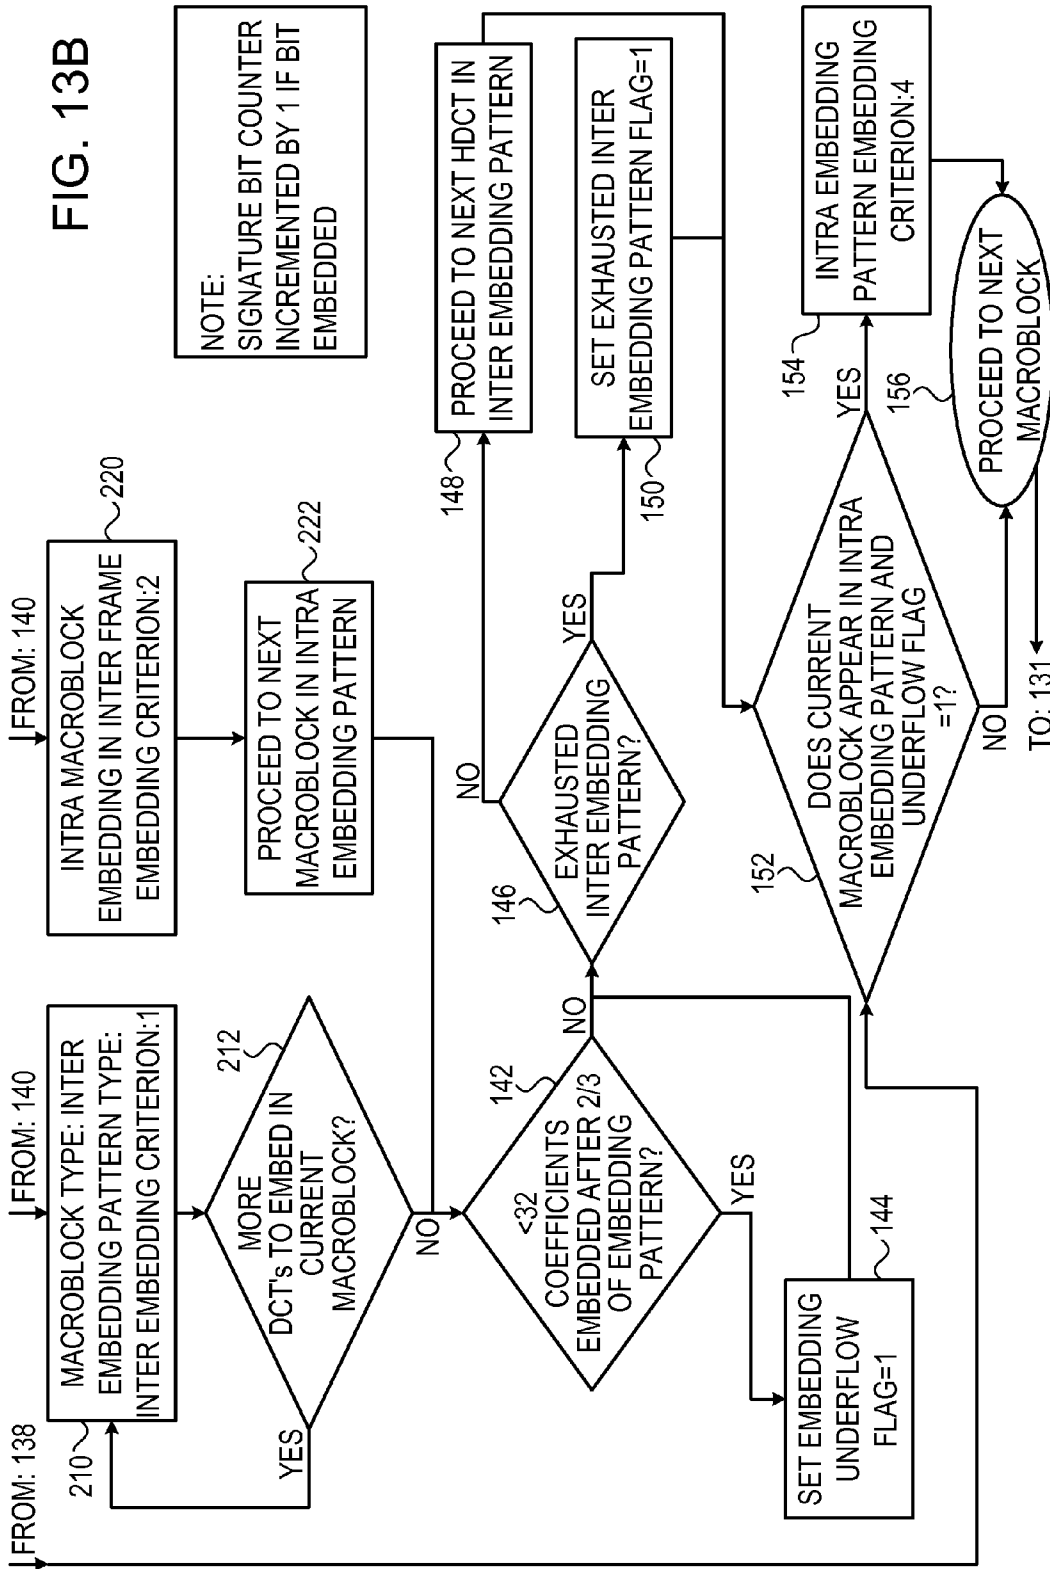 FIG. 13B
NOTE:
SIGNATURE BIT COUNTER
INCREMENTED BY 1 IF BIT
EMBEDDED
FROM: 138
FROM: 140
FROM: 140
210
MACROBLOCK TYPE: INTER
EMBEDDING PATTERN TYPE:
INTER EMBEDDING CRITERION:1
220
INTRA MACROBLOCK
EMBEDDING IN INTER FRAME
EMBEDDING CRITERION:2
212
MORE
DCT's TO EMBED IN
CURRENT
MACROBLOCK?
YES
NO
222
PROCEED TO NEXT
MACROBLOCK IN INTRA
EMBEDDING PATTERN
142
<32
COEFFICIENTS
EMBEDDED AFTER 2/3
OF EMBEDDING
PATTERN?
YES
NO
144
SET EMBEDDING
UNDERFLOW
FLAG=1
146
EXHAUSTED
INTER EMBEDDING
PATTERN?
NO
YES
148
PROCEED TO NEXT HDCT IN
INTER EMBEDDING PATTERN
150
SET EXHAUSTED INTER
EMBEDDING PATTERN FLAG=1
152
DOES CURRENT
MACROBLOCK APPEAR IN INTRA
EMBEDDING PATTERN AND
UNDERFLOW FLAG
=1?
YES
NO
154
INTRA EMBEDDING
PATTERN EMBEDDING
CRITERION:4
156
PROCEED TO NEXT
MACROBLOCK
TO: 131